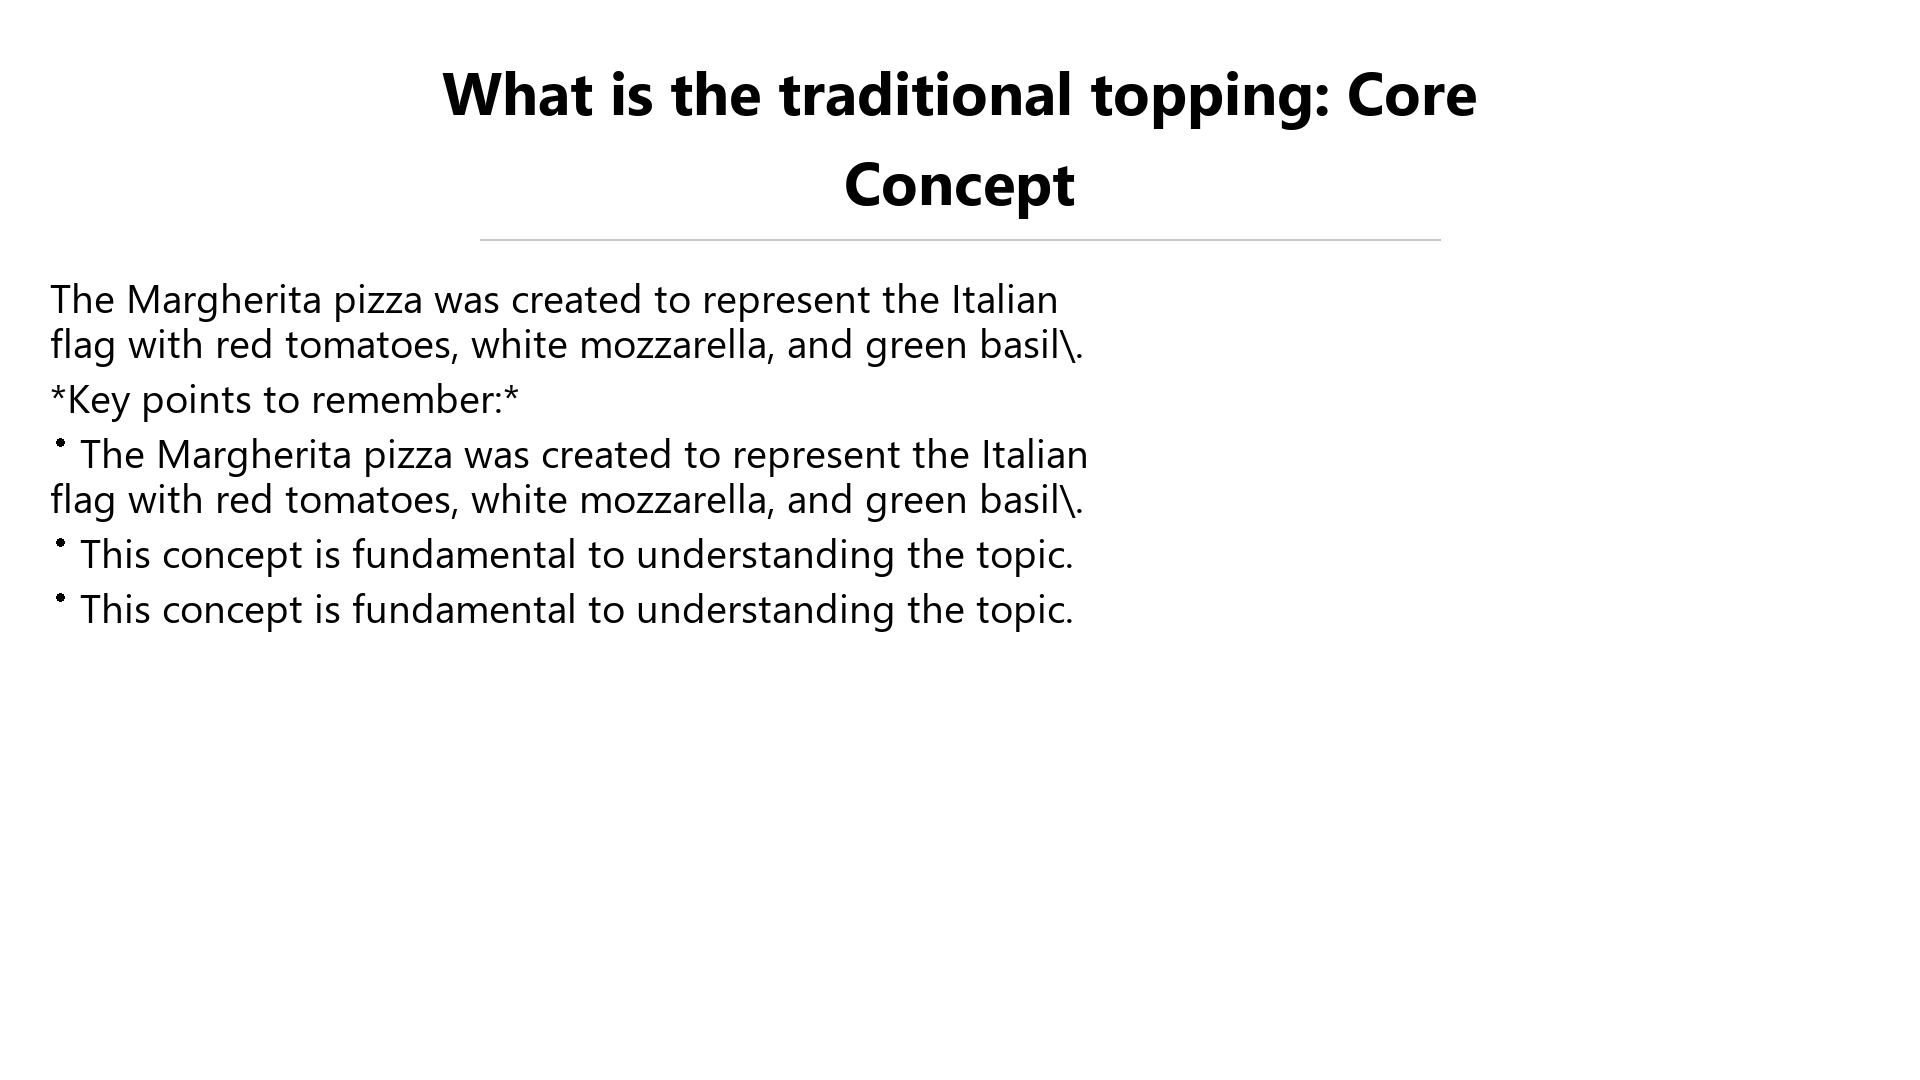 What is the traditional topping: Core
Concept
The Margherita pizza was created to represent the Italian
flag with red tomatoes, white mozzarella, and green basil\.
*Key points to remember:*
• The Margherita pizza was created to represent the Italian
flag with red tomatoes, white mozzarella, and green basil\.
• This concept is fundamental to understanding the topic.
• This concept is fundamental to understanding the topic.